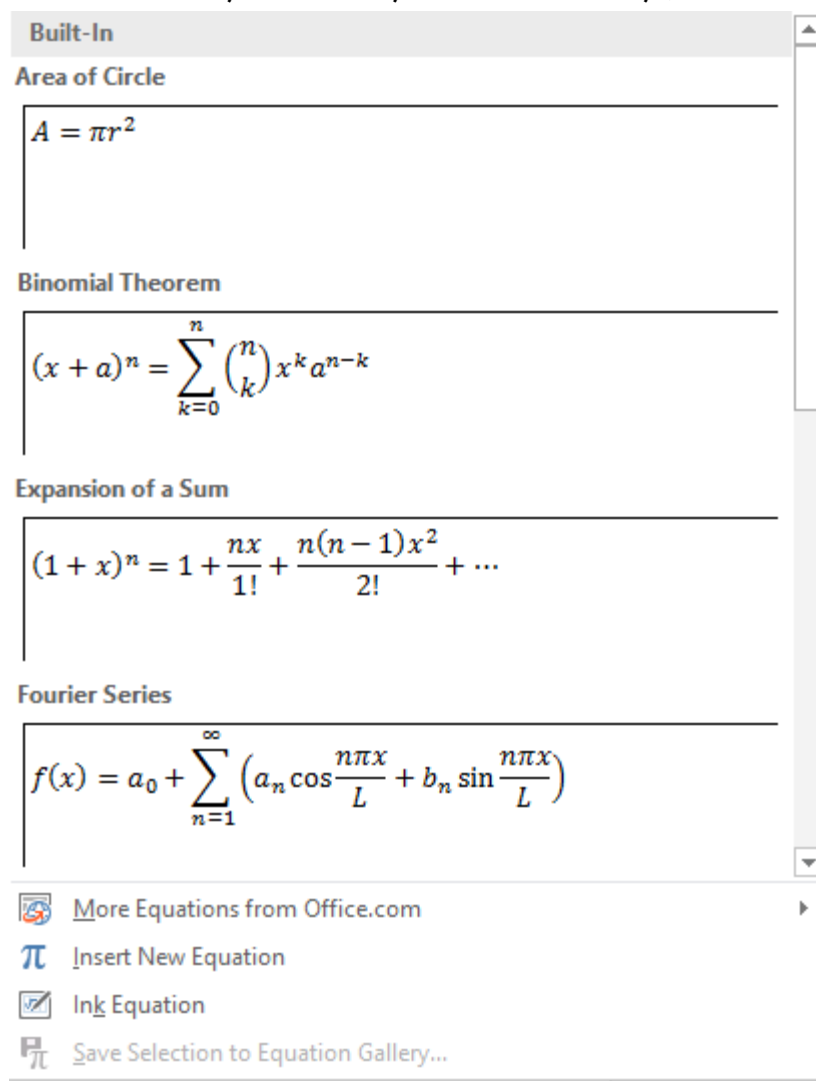 Built-In
Area of Circle
A = πr²
Binomial Theorem
(x + a)ⁿ = ∑ₖ₌₀ⁿ (n k) xᵏaⁿ⁻ᵏ
Expansion of a Sum
(1 + x)ⁿ = 1 + nx/1! + n(n − 1)x²/2! + ⋯
Fourier Series
f(x) = a₀ + ∑ₙ₌₁^∞ (aₙ cos nπx/L + bₙ sin nπx/L)
More Equations from Office.com
Insert New Equation
Ink Equation
Save Selection to Equation Gallery...